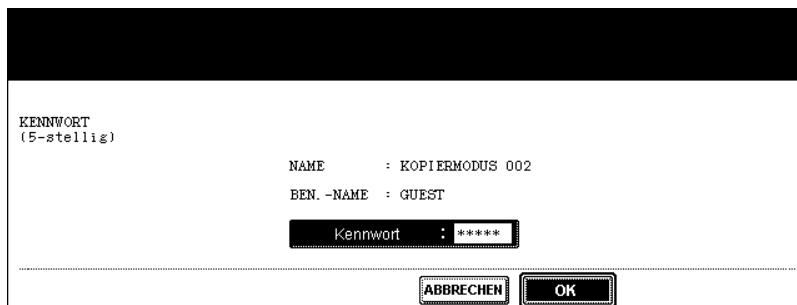 KENNWORT
(5-stellig)
NAME : KOPIERMODUS 002
BEN.-NAME : GUEST
Kennwort : *****
ABBRECHEN OK